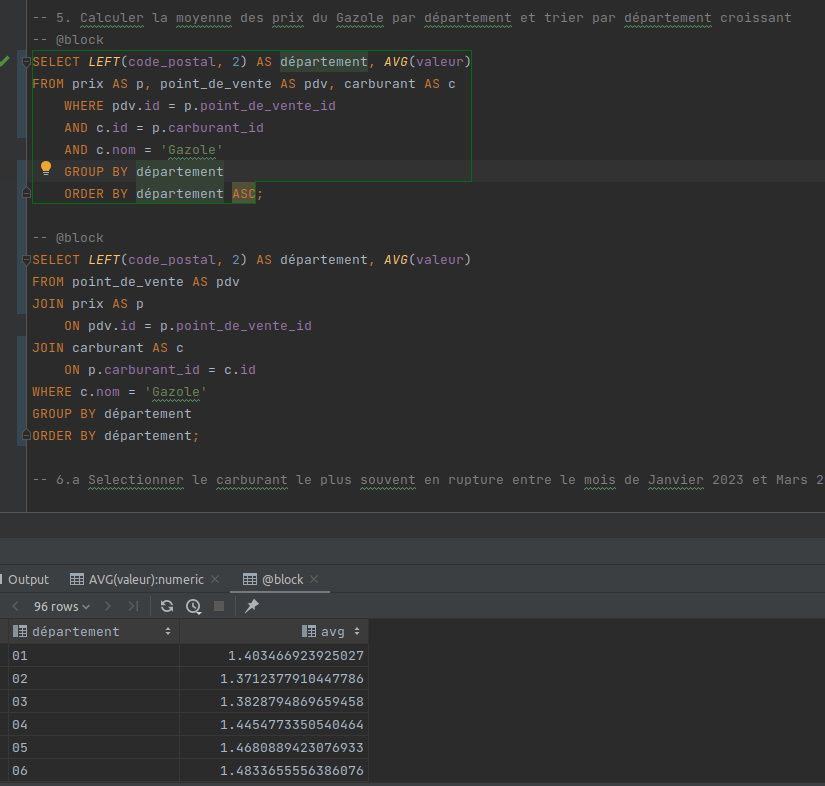 -- 5. Calculer la moyenne des prix du Gazole par département et trier par département croissant
-- @block
SELECT LEFT(code_postal, 2) AS département, AVG(valeur)
FROM prix AS p, point_de_vente AS pdv, carburant AS c
WHERE pdv.id = p.point_de_vente_id
AND c.id = p.carburant_id
AND c.nom = 'Gazole'
GROUP BY département
ORDER BY département ASC;
-- @block
SELECT LEFT(code_postal, 2) AS département, AVG(valeur)
FROM point_de_vente AS pdv
JOIN prix AS p
ON pdv.id = p.point_de_vente_id
JOIN carburant AS c
ON p.carburant_id = c.id
WHERE c.nom = 'Gazole'
GROUP BY département
ORDER BY département;
-- 6.a Selectionner le carburant le plus souvent en rupture entre le mois de Janvier 2023 et Mars 2
Output AVG(valeur):numeric @block
96 rows
département avg
01 1.403466923925027
02 1.3712377910447786
03 1.3828794869659458
04 1.4454773350540464
05 1.4680889423076933
06 1.4833655556386076